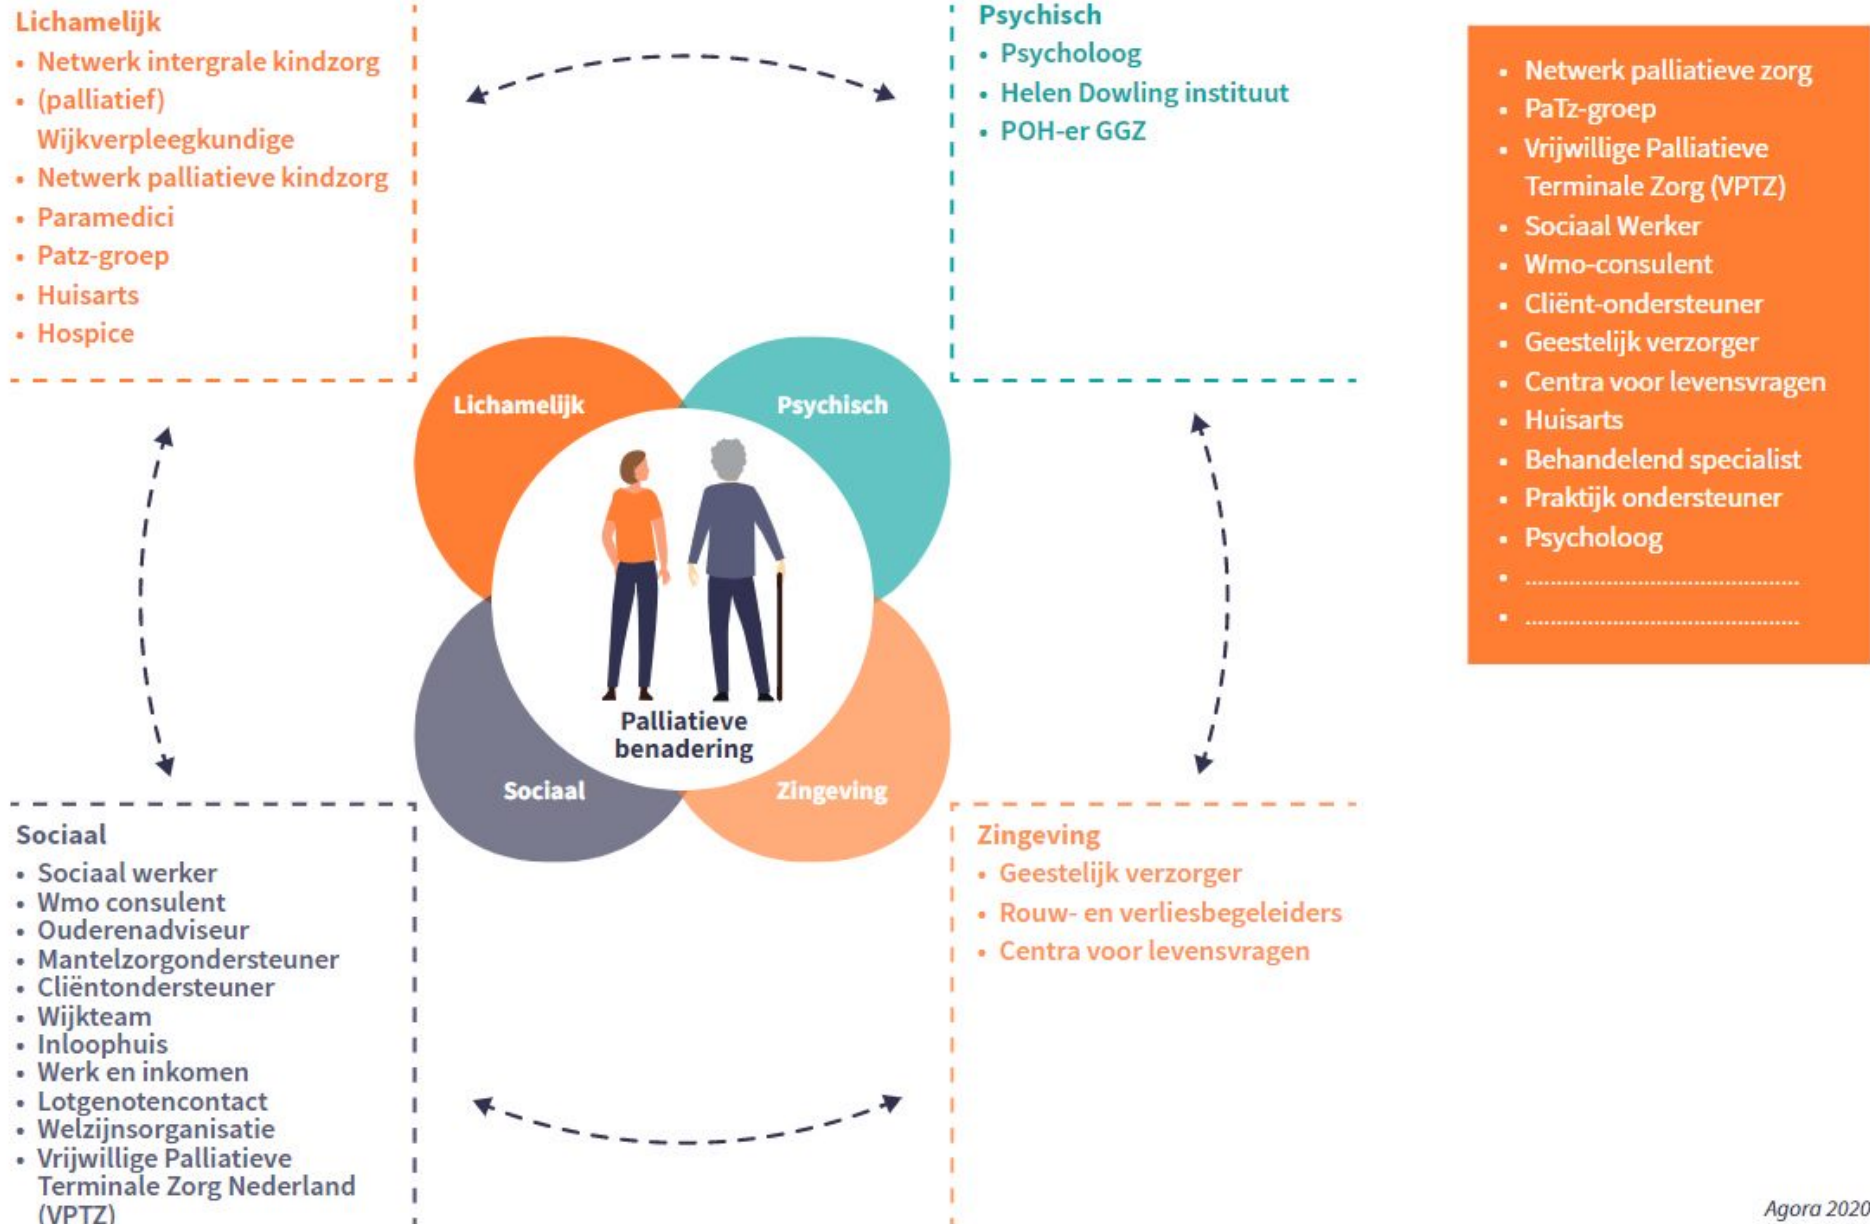 Lichamelijk
• Netwerk intergrale kindzorg
• (palliatief)
Wijkverpleegkundige
• Netwerk palliatieve kindzorg
• Paramedici
• Patz-groep
• Huisarts
• Hospice
Psychisch
• Psycholoog
• Helen Dowling instituut
• POH-er GGZ
• Netwerk palliatieve zorg
• PaTz-groep
• Vrijwillige Palliatieve
Terminale Zorg (VPTZ)
• Sociaal Werker
• Wmo-consulent
• Cliënt-ondersteuner
• Geestelijk verzorger
• Centra voor levensvragen
• Huisarts
• Behandelend specialist
• Praktijk ondersteuner
• Psycholoog
• ............................................
• ............................................
Lichamelijk
Psychisch
Palliatieve
benadering
Sociaal
Zingeving
Sociaal
• Sociaal werker
• Wmo consulent
• Ouderenadviseur
• Mantelzorgondersteuner
• Cliëntondersteuner
• Wijkteam
• Inloophuis
• Werk en inkomen
• Lotgenotencontact
• Welzijnsorganisatie
• Vrijwillige Palliatieve
Terminale Zorg Nederland
(VPTZ)
Zingeving
• Geestelijk verzorger
• Rouw- en verliesbegeleiders
• Centra voor levensvragen
Agora 2020